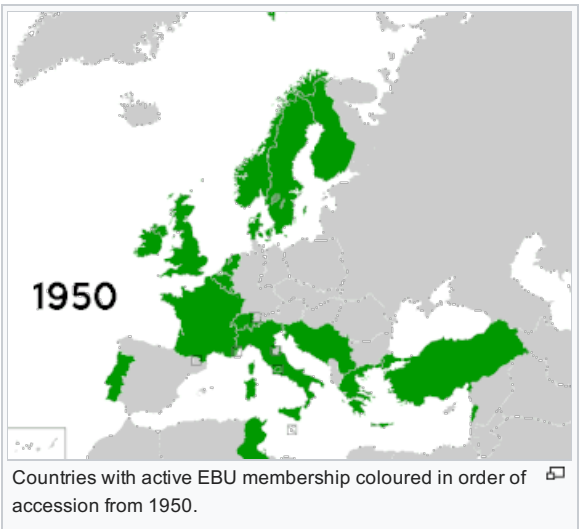 1950
Countries with active EBU membership coloured in order of
accession from 1950.